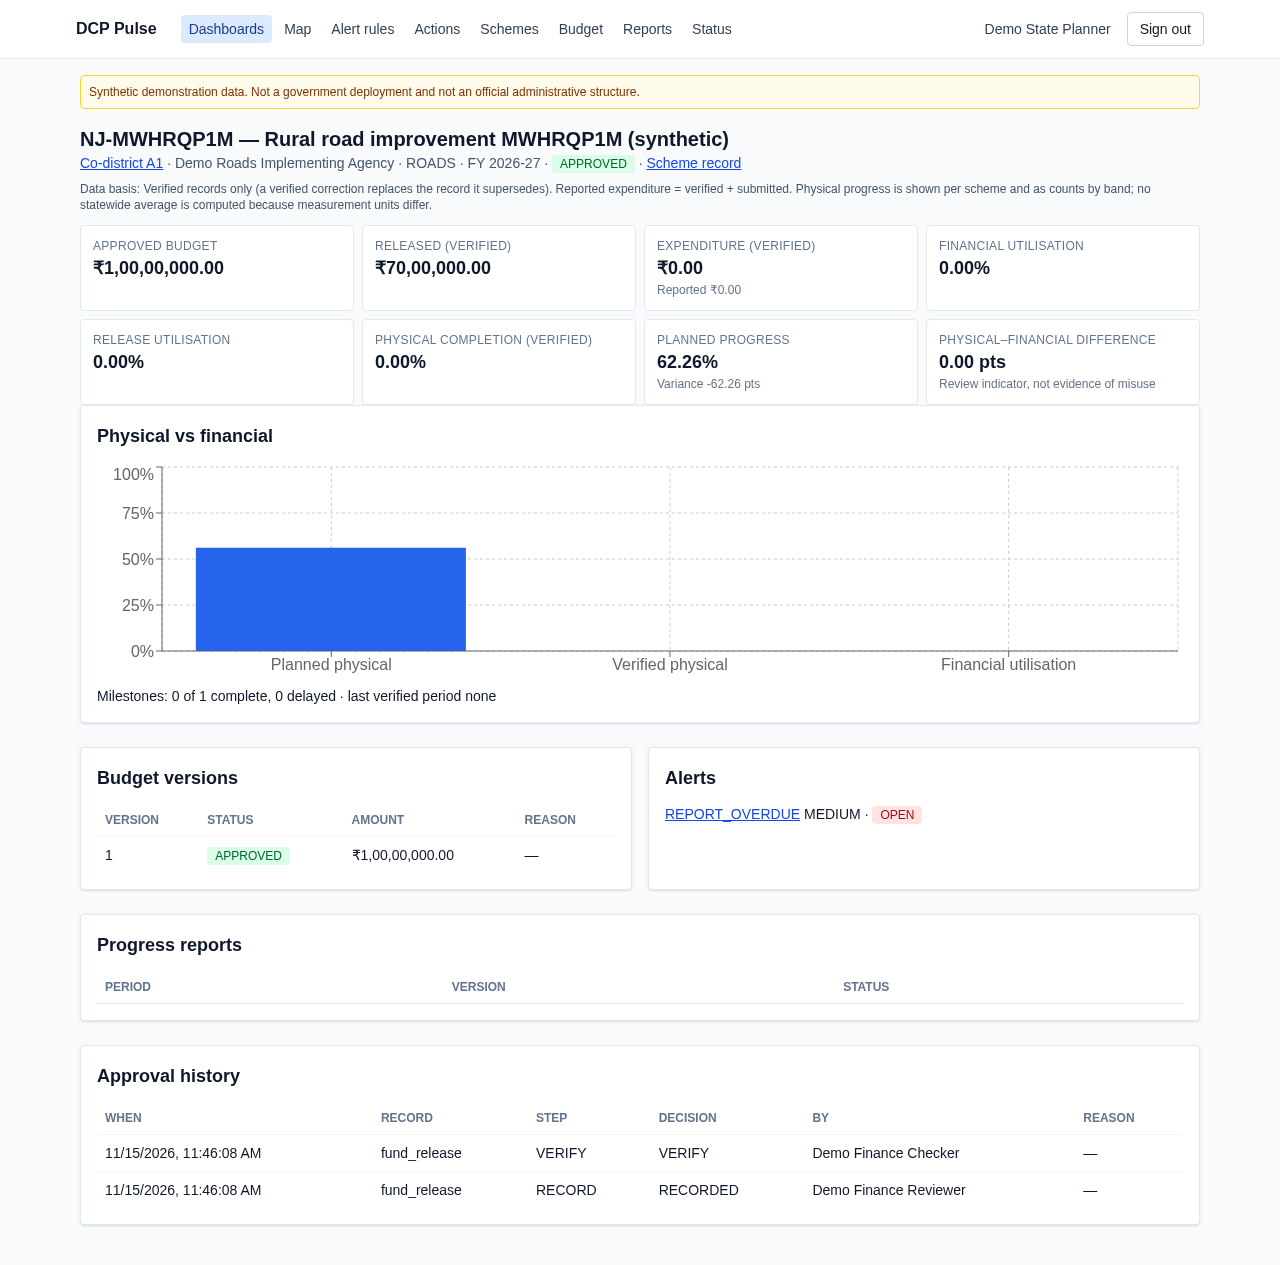 DCP Pulse Dashboards Map Alert rules Actions Schemes Budget Reports Status Demo State Planner Sign out
Synthetic demonstration data. Not a government deployment and not an official administrative structure.
NJ-MWHRQP1M — Rural road improvement MWHRQP1M (synthetic)
Co-district A1 · Demo Roads Implementing Agency · ROADS · FY 2026-27 · APPROVED · Scheme record
Data basis: Verified records only (a verified correction replaces the record it supersedes). Reported expenditure = verified + submitted. Physical progress is shown per scheme and as counts by band; no
statewide average is computed because measurement units differ.
APPROVED BUDGET
₹1,00,00,000.00
RELEASED (VERIFIED)
₹70,00,000.00
EXPENDITURE (VERIFIED)
₹0.00
Reported ₹0.00
FINANCIAL UTILISATION
0.00%
RELEASE UTILISATION
0.00%
PHYSICAL COMPLETION (VERIFIED)
0.00%
PLANNED PROGRESS
62.26%
Variance -62.26 pts
PHYSICAL–FINANCIAL DIFFERENCE
0.00 pts
Review indicator, not evidence of misuse
Physical vs financial
100%
75%
50%
25%
0%
Planned physical Verified physical Financial utilisation
Milestones: 0 of 1 complete, 0 delayed · last verified period none
Budget versions
VERSION STATUS AMOUNT REASON
1 APPROVED ₹1,00,00,000.00 —
Alerts
REPORT_OVERDUE MEDIUM · OPEN
Progress reports
PERIOD VERSION STATUS
Approval history
WHEN RECORD STEP DECISION BY REASON
11/15/2026, 11:46:08 AM fund_release VERIFY VERIFY Demo Finance Checker —
11/15/2026, 11:46:08 AM fund_release RECORD RECORDED Demo Finance Reviewer —